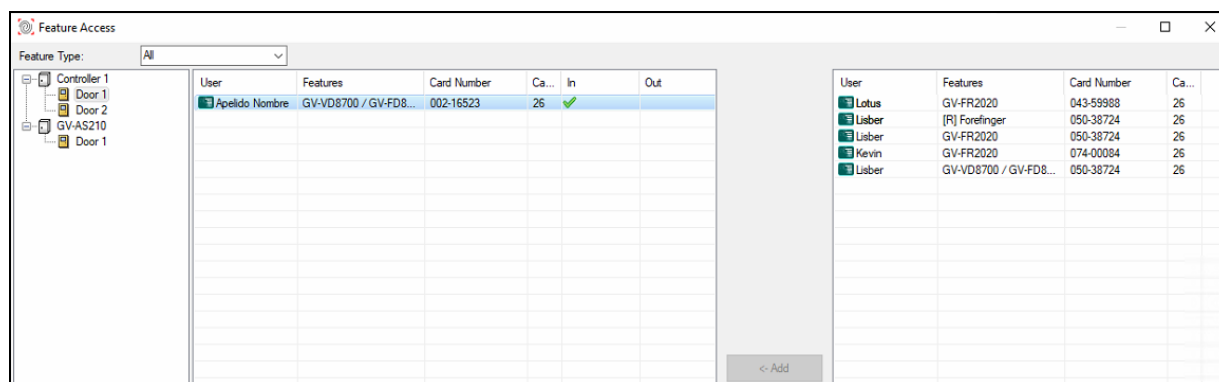 Feature Access
Feature Type: All
Controller 1
Door 1
Door 2
GV-AS210
Door 1
User Features Card Number Ca... In Out
Apelido Nombre GV-VD8700 / GV-FD8... 002-16523 26
<- Add
User Features Card Number Ca...
Lotus GV-FR2020 043-59988 26
Lisber [R] Forefinger 050-38724 26
Lisber GV-FR2020 050-38724 26
Kevin GV-FR2020 074-00084 26
Lisber GV-VD8700 / GV-FD8... 050-38724 26